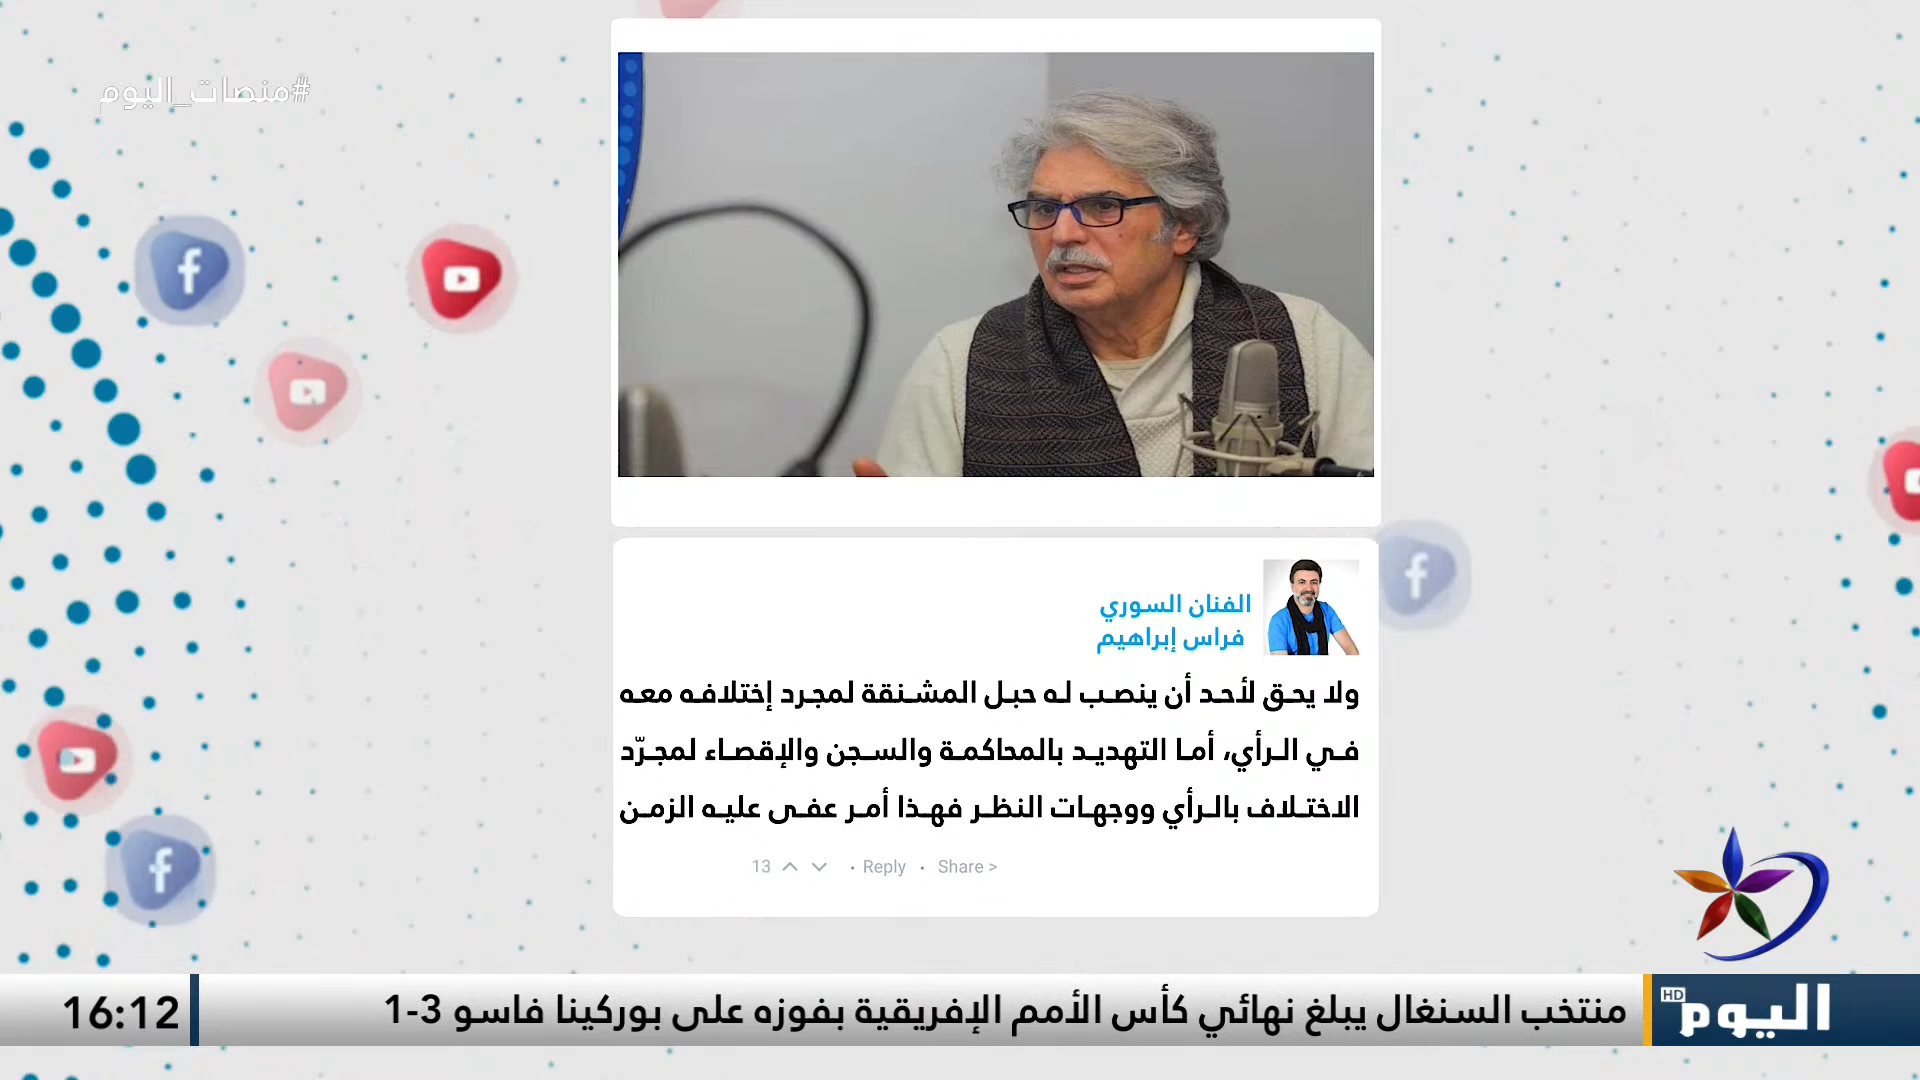 #منصات_اليوم
الفنان السوري
فراس إبراهيم
ولا يحق لأحد أن ينصب له حبل المشنقة لمجرد إختلافه معه
في الرأي، أما التهديد بالمحاكمة والسجن والإقصاء لمجرّد
الاختلاف بالرأي ووجهات النظر فهذا أمر عفى عليه الزمن
13 · Reply · Share >
اليوم HD
منتخب السنغال يبلغ نهائي كأس الأمم الإفريقية بفوزه على بوركينا فاسو 3-1
16:12